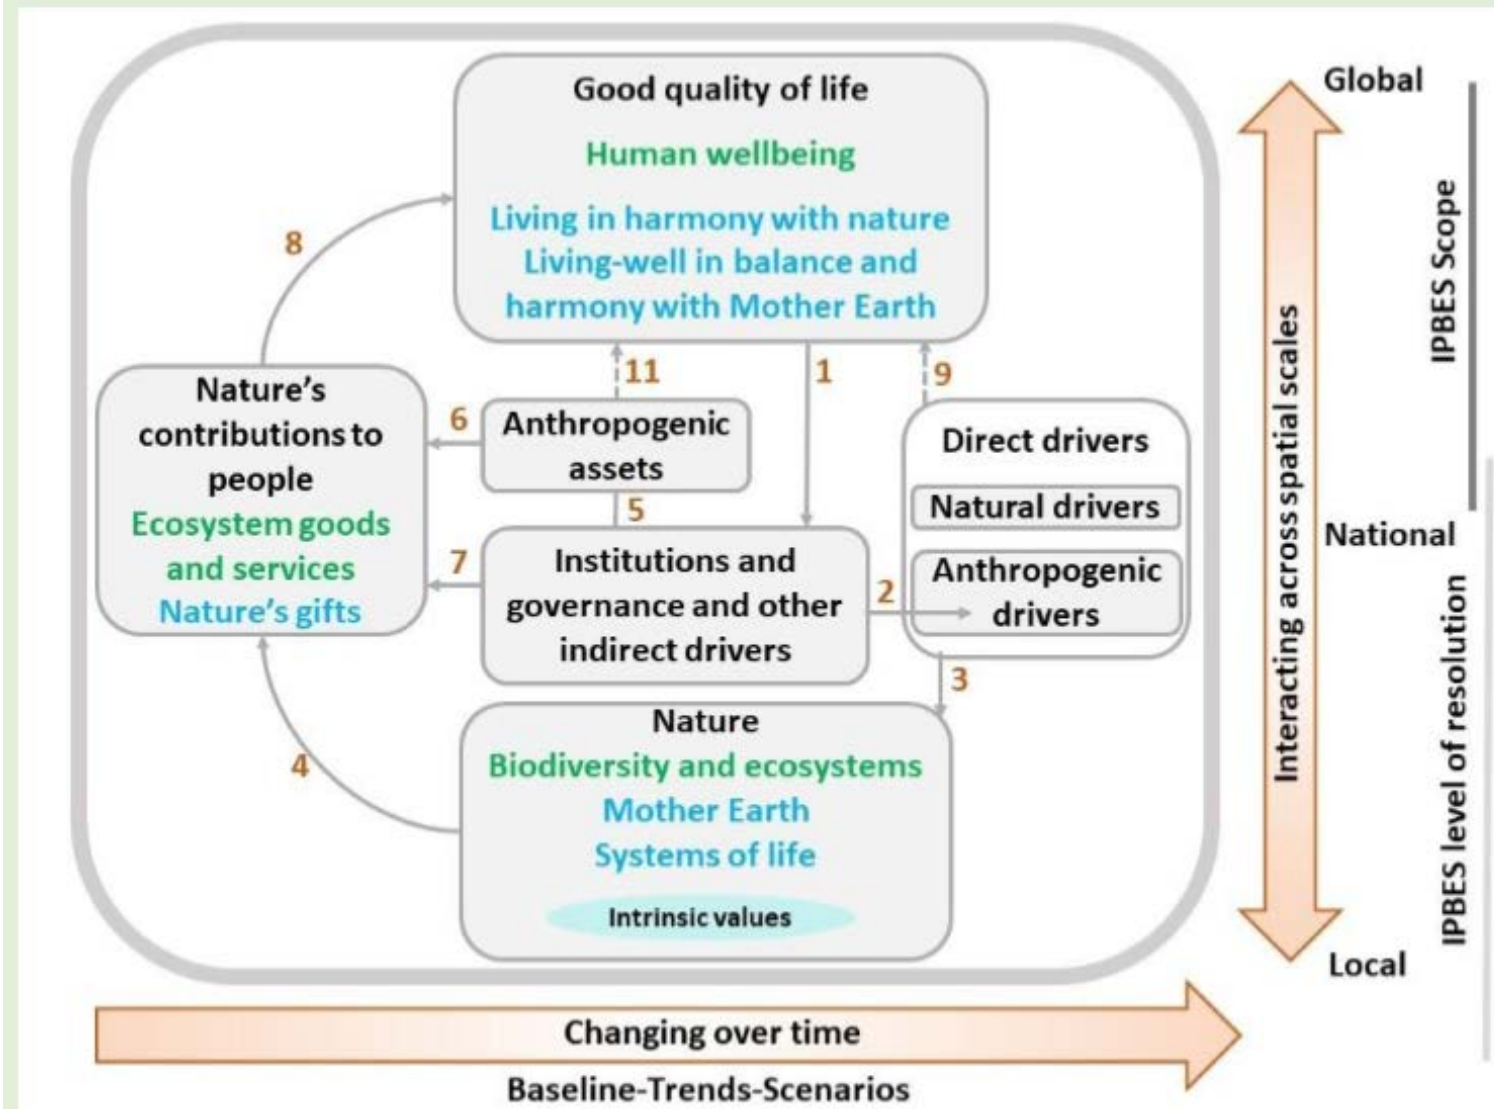 Good quality of life
Human wellbeing
Living in harmony with nature
Living-well in balance and
harmony with Mother Earth
8
11
1
9
Nature's
contributions to
people
Ecosystem goods
and services
Nature's gifts
6
Anthropogenic
assets
5
7
Institutions and
governance and other
indirect drivers
2
Direct drivers
Natural drivers
Anthropogenic
drivers
3
4
Nature
Biodiversity and ecosystems
Mother Earth
Systems of life
Intrinsic values
Changing over time
Baseline-Trends-Scenarios
Interacting across spatial scales
Global
National
Local
IPBES Scope
IPBES level of resolution